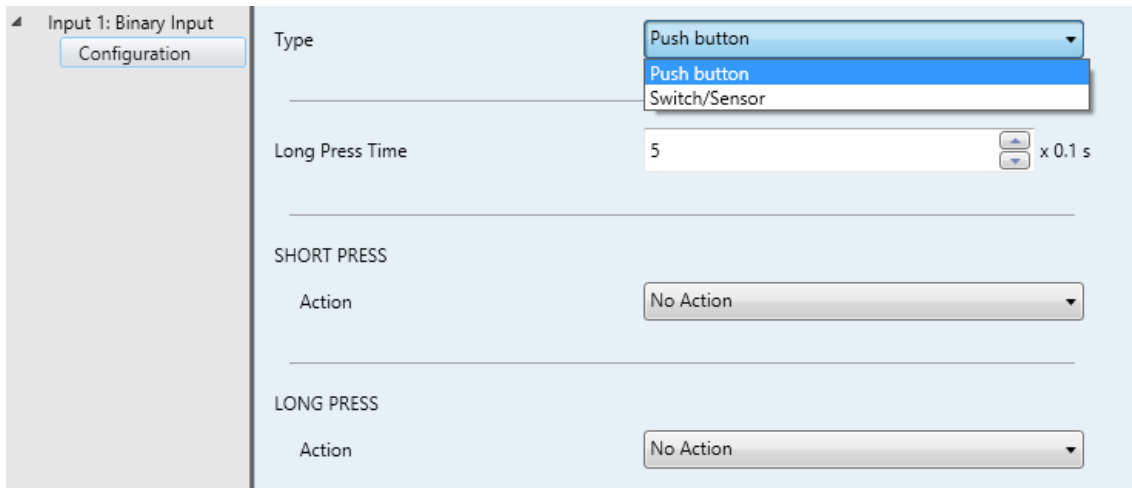 Input 1: Binary Input
Configuration
Type
Push button
Push button
Switch/Sensor
Long Press Time
5
x 0.1 s
SHORT PRESS
Action
No Action
LONG PRESS
Action
No Action